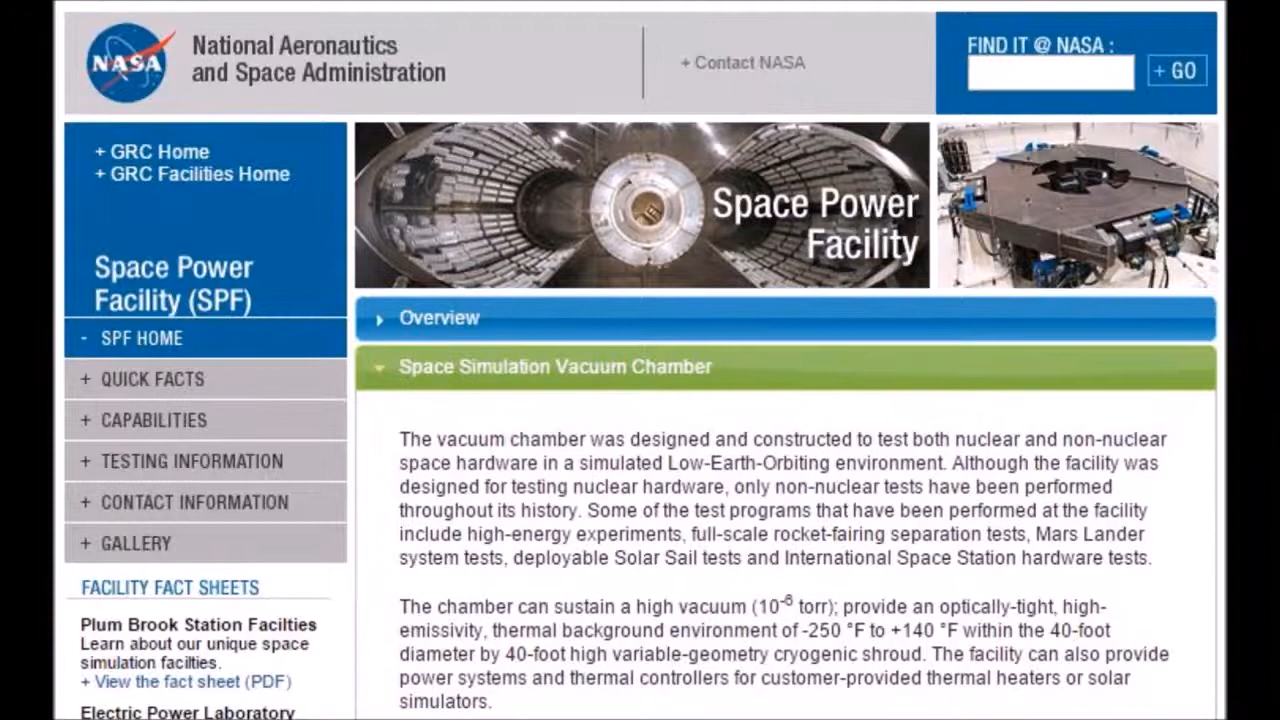 NASA
National Aeronautics
and Space Administration
+ Contact NASA
FIND IT @ NASA :
+ GO
+ GRC Home
+ GRC Facilities Home
Space Power
Facility (SPF)
- SPF HOME
+ QUICK FACTS
+ CAPABILITIES
+ TESTING INFORMATION
+ CONTACT INFORMATION
+ GALLERY
FACILITY FACT SHEETS
Plum Brook Station Facilties
Learn about our unique space
simulation facilties.
+ View the fact sheet (PDF)
Electric Power Laboratory
Space Power
Facility
Overview
Space Simulation Vacuum Chamber
The vacuum chamber was designed and constructed to test both nuclear and non-nuclear
space hardware in a simulated Low-Earth-Orbiting environment. Although the facility was
designed for testing nuclear hardware, only non-nuclear tests have been performed
throughout its history. Some of the test programs that have been performed at the facility
include high-energy experiments, full-scale rocket-fairing separation tests, Mars Lander
system tests, deployable Solar Sail tests and International Space Station hardware tests.
The chamber can sustain a high vacuum (10⁻⁶ torr); provide an optically-tight, high-
emissivity, thermal background environment of -250 °F to +140 °F within the 40-foot
diameter by 40-foot high variable-geometry cryogenic shroud. The facility can also provide
power systems and thermal controllers for customer-provided thermal heaters or solar
simulators.